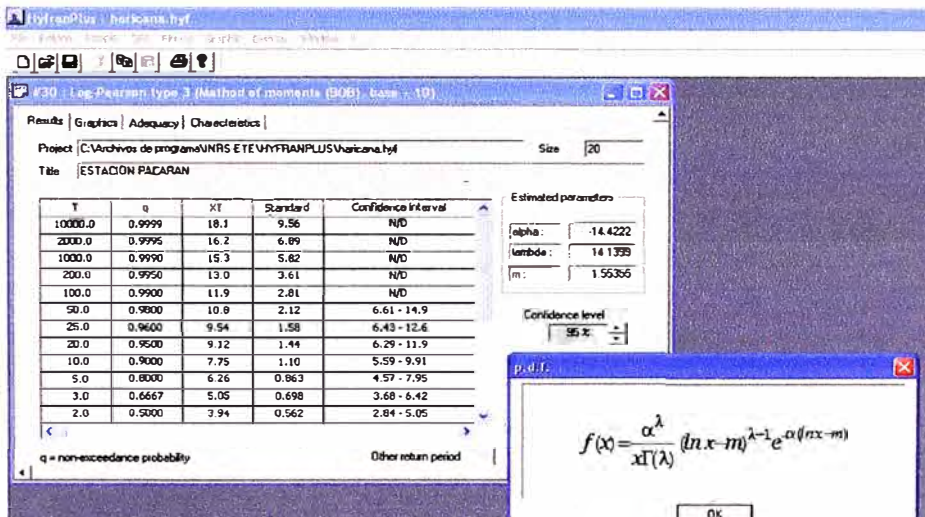 HyfranPlus : haricana.hyf
#30 : Log-Pearson type 3 (Method of moments (BOB), base = 10)
Results Graphics Adequacy Characteristics
Project C:\Archivos de programa\INRS-ETE\HYFRANPLUS\haricana.hyf Size 20
Title ESTACION PACARAN
T q XT Standard Confidence Interval
10000.0 0.9999 18.1 9.56 N/D
2000.0 0.9995 16.2 6.89 N/D
1000.0 0.9990 15.3 5.82 N/D
200.0 0.9950 13.0 3.61 N/D
100.0 0.9900 11.9 2.81 N/D
50.0 0.9800 10.8 2.12 6.61 - 14.9
25.0 0.9600 9.54 1.58 6.43 - 12.6
20.0 0.9500 9.12 1.44 6.29 - 11.9
10.0 0.9000 7.75 1.10 5.59 - 9.91
5.0 0.8000 6.26 0.863 4.57 - 7.95
3.0 0.6667 5.05 0.698 3.68 - 6.42
2.0 0.5000 3.94 0.562 2.84 - 5.05
q = non-exceedance probability
Other return period
Estimated parameters
alpha : -14.4222
lambda : 14.1399
m : 1.55355
Confidence level
95 %
p.d.f.
f(x)=α^λ/(xΓ(λ)) (ln x−m)^(λ−1) e^(-α(ln x−m))
OK